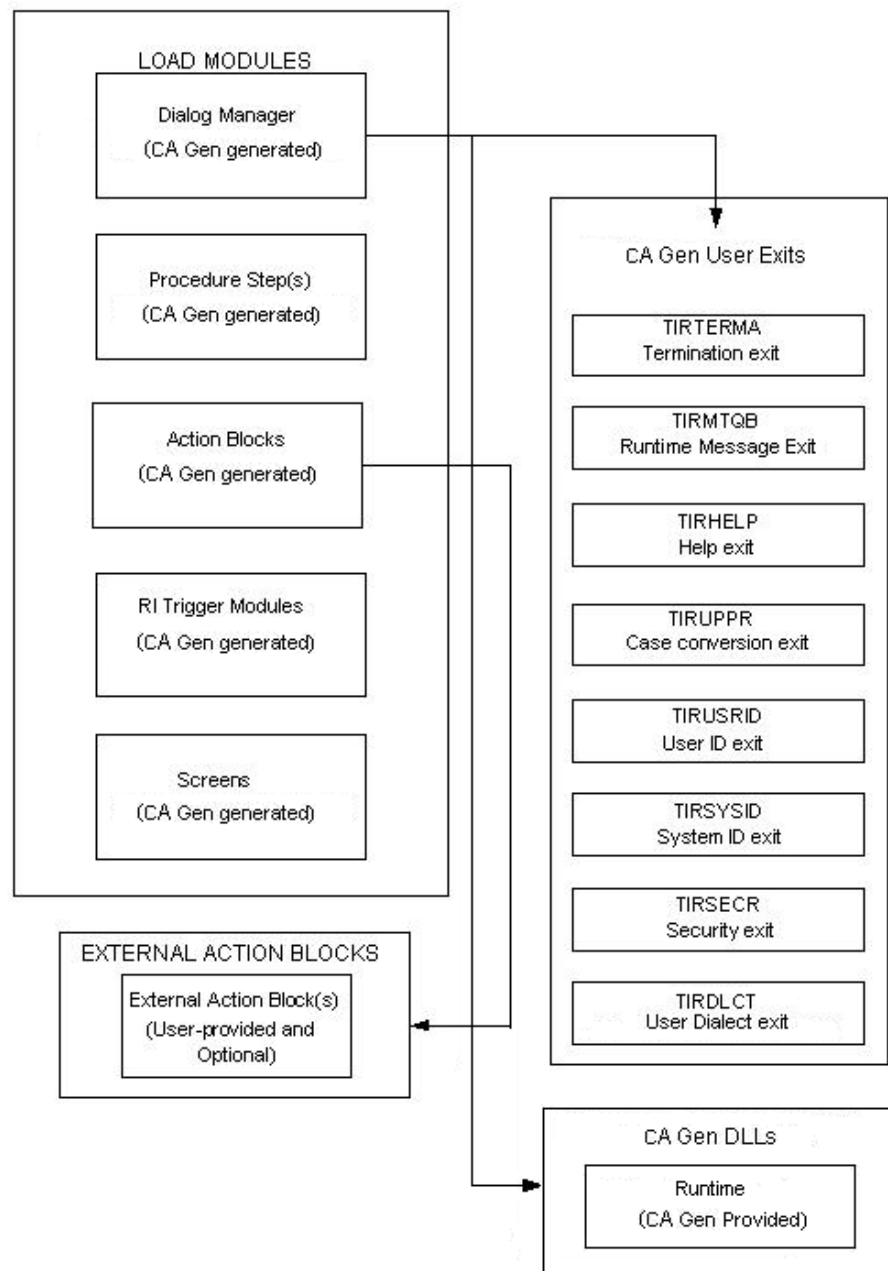 LOAD MODULES
Dialog Manager
(CA Gen generated)
Procedure Step(s)
(CA Gen generated)
Action Blocks
(CA Gen generated)
RI Trigger Modules
(CA Gen generated)
Screens
(CA Gen generated)
EXTERNAL ACTION BLOCKS
External Action Block(s)
(User-provided and
Optional)
CA Gen User Exits
TIRTERMA
Termination exit
TIRMTQB
Runtime Message Exit
TIRHELP
Help exit
TIRUPPR
Case conversion exit
TIRUSRID
User ID exit
TIRSYSID
System ID exit
TIRSECR
Security exit
TIRDLCT
User Dialect exit
CA Gen DLLs
Runtime
(CA Gen Provided)